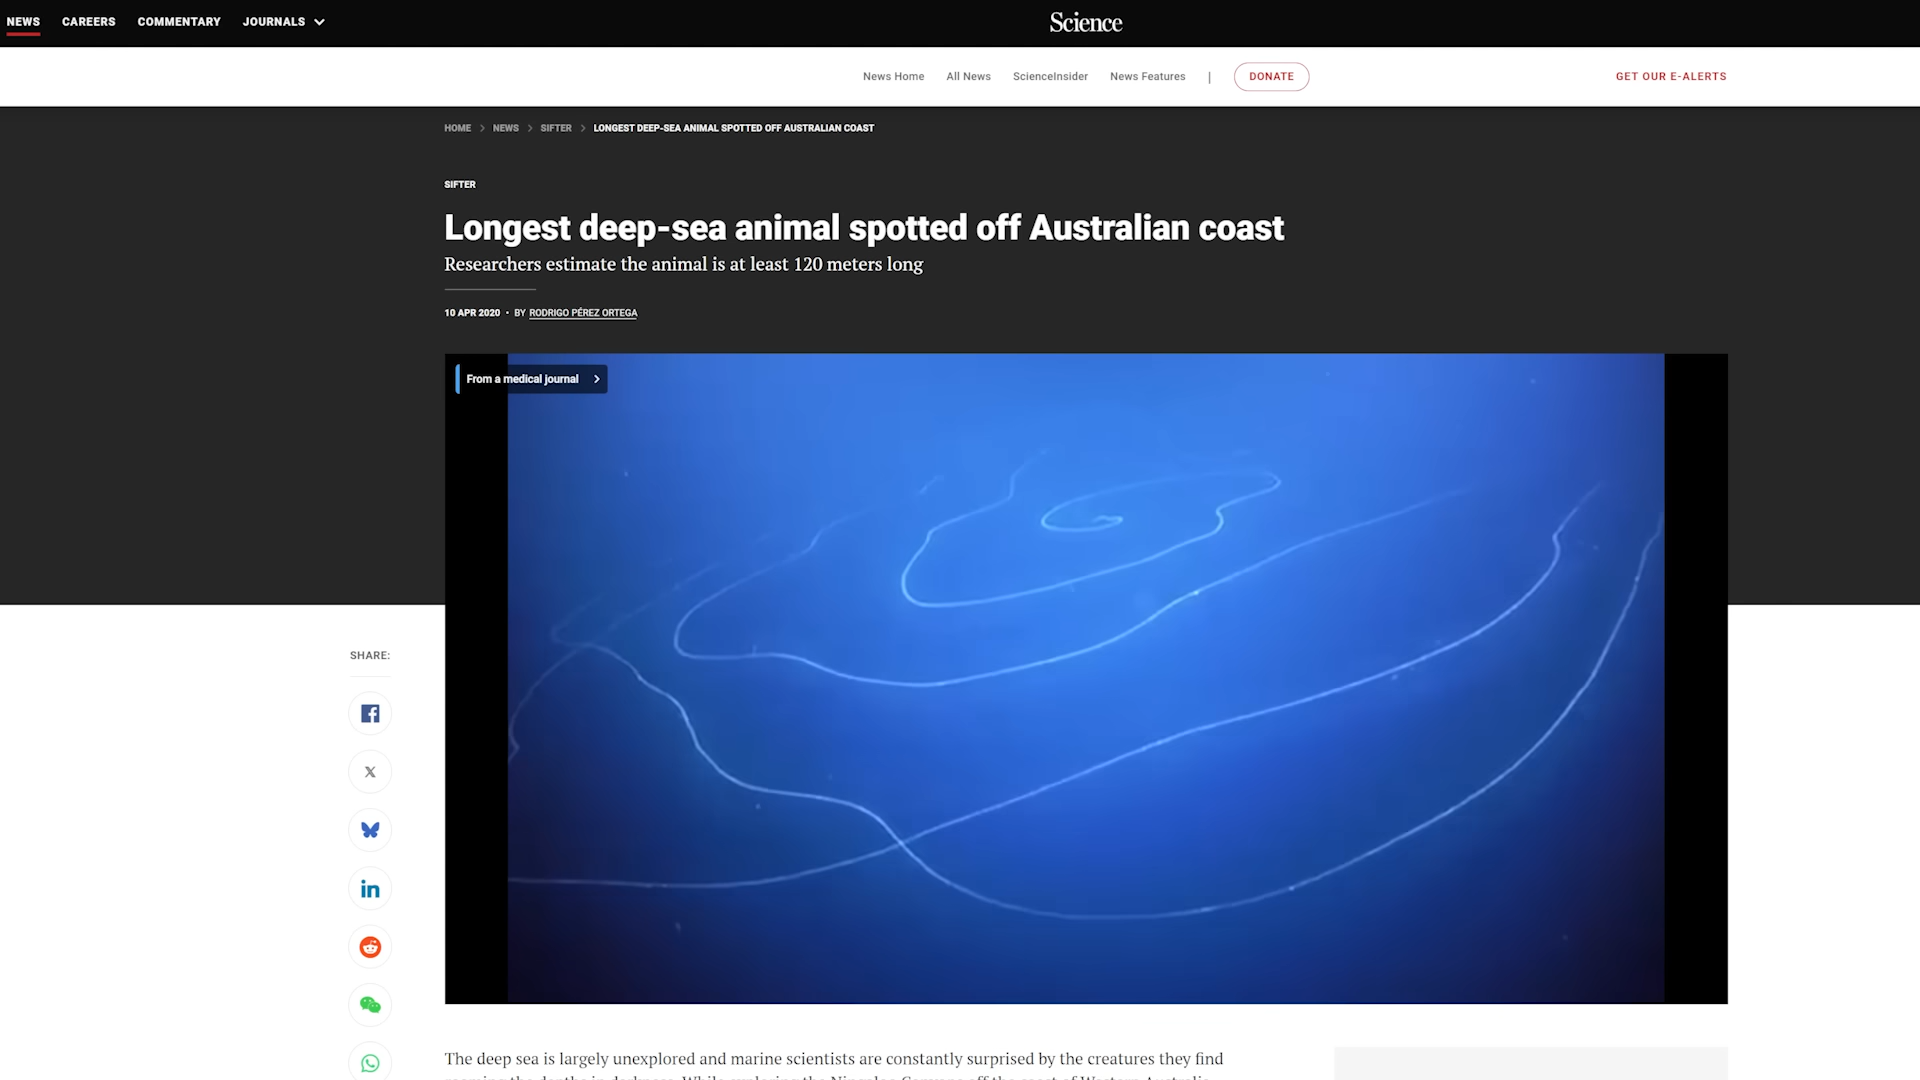 NEWS CAREERS COMMENTARY JOURNALS
Science
News Home All News ScienceInsider News Features | DONATE GET OUR E-ALERTS
HOME > NEWS > SIFTER > LONGEST DEEP-SEA ANIMAL SPOTTED OFF AUSTRALIAN COAST
SIFTER
Longest deep-sea animal spotted off Australian coast
Researchers estimate the animal is at least 120 meters long
10 APR 2020 • BY RODRIGO PÉREZ ORTEGA
From a medical journal >
SHARE:
The deep sea is largely unexplored and marine scientists are constantly surprised by the creatures they find